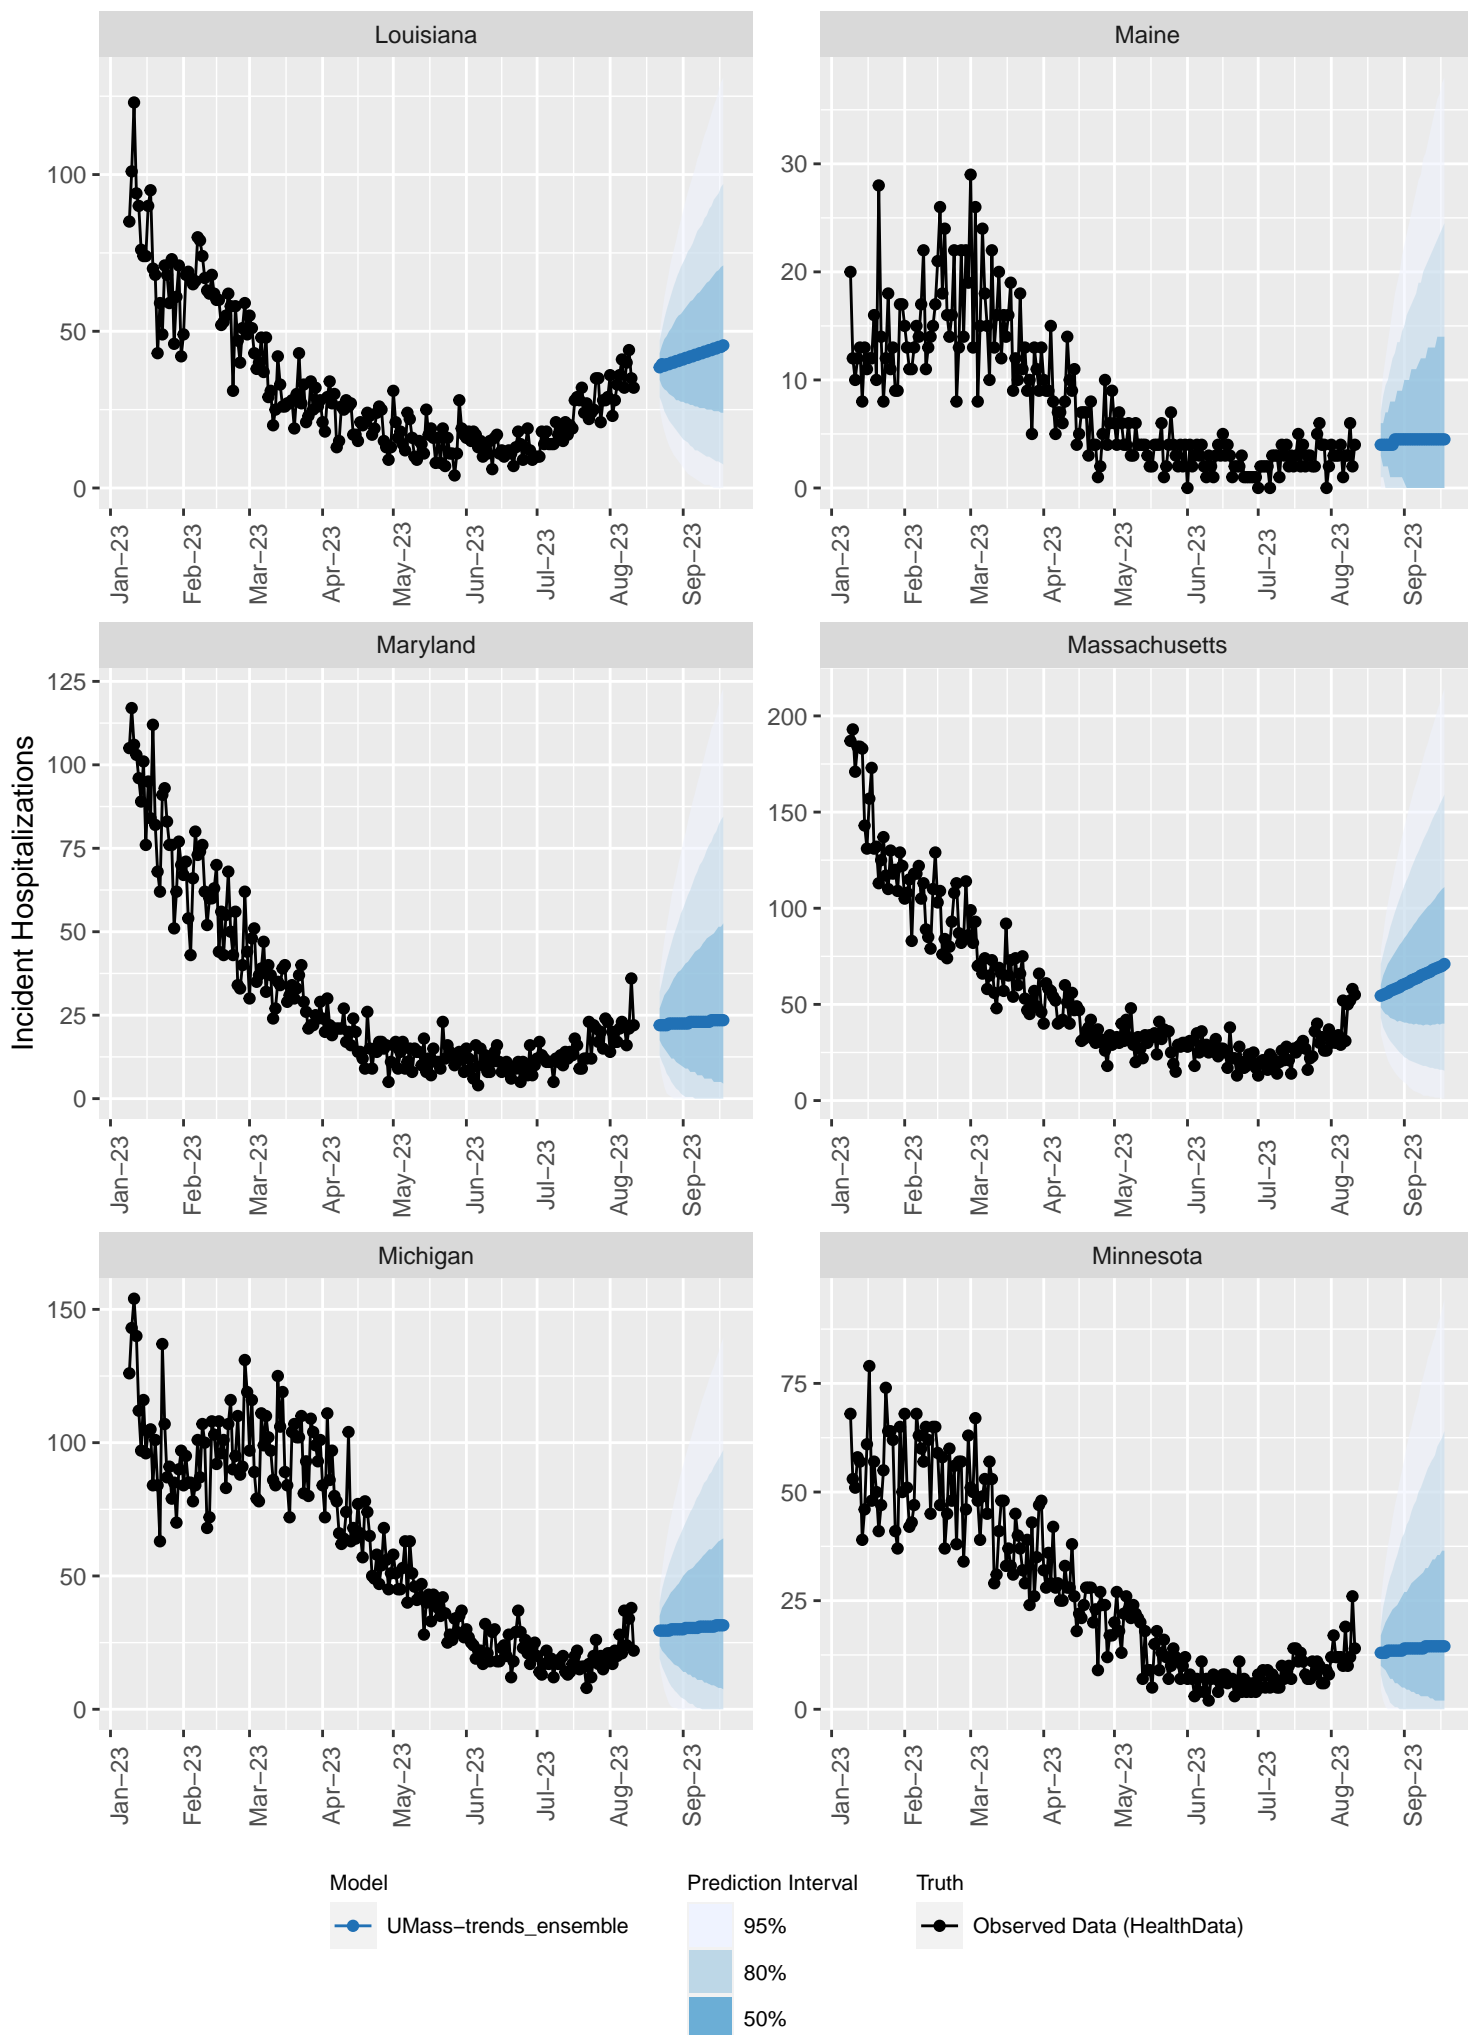 Incident Hospitalizations
Louisiana
100
50
0
Jan−23 Feb−23 Mar−23 Apr−23 May−23 Jun−23 Jul−23 Aug−23 Sep−23
Maine
30
20
10
0
Jan−23 Feb−23 Mar−23 Apr−23 May−23 Jun−23 Jul−23 Aug−23 Sep−23
Maryland
125
100
75
50
25
0
Jan−23 Feb−23 Mar−23 Apr−23 May−23 Jun−23 Jul−23 Aug−23 Sep−23
Massachusetts
200
150
100
50
0
Jan−23 Feb−23 Mar−23 Apr−23 May−23 Jun−23 Jul−23 Aug−23 Sep−23
Michigan
150
100
50
0
Jan−23 Feb−23 Mar−23 Apr−23 May−23 Jun−23 Jul−23 Aug−23 Sep−23
Minnesota
75
50
25
0
Jan−23 Feb−23 Mar−23 Apr−23 May−23 Jun−23 Jul−23 Aug−23 Sep−23
Model
UMass−trends_ensemble
Prediction Interval
95%
80%
50%
Truth
Observed Data (HealthData)